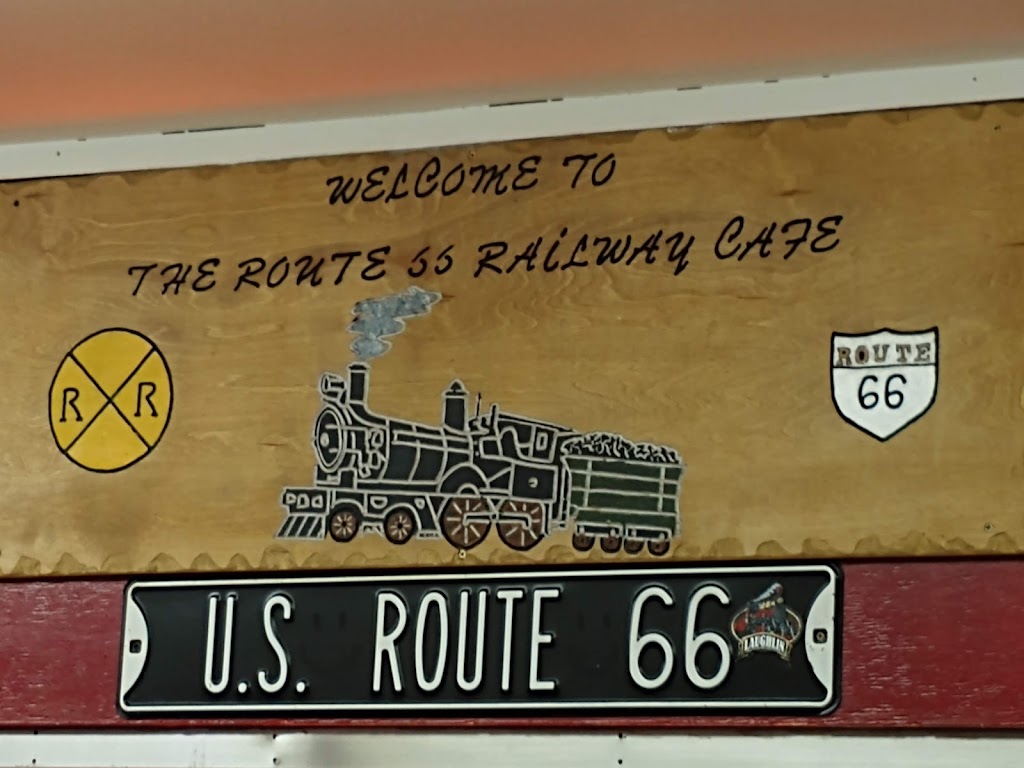 WELCOME TO
THE ROUTE 66 RAILWAY CAFE
R R
ROUTE
66
U.S. ROUTE 66
LAUGHLIN